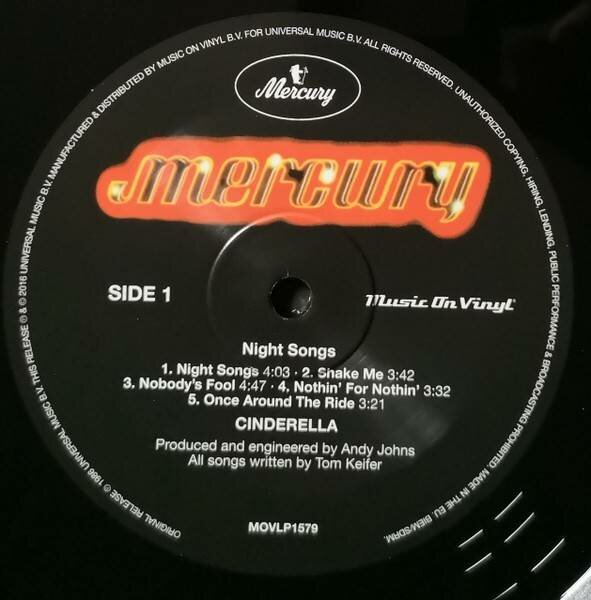 ORIGINAL RELEASE ℗ 1986 UNIVERSAL MUSIC B.V. THIS RELEASE ℗ & © 2016 UNIVERSAL MUSIC B.V. MANUFACTURED & DISTRIBUTED BY MUSIC ON VINYL B.V. FOR UNIVERSAL MUSIC B.V. ALL RIGHTS RESERVED. UNAUTHORIZED COPYING, HIRING, LENDING, PUBLIC PERFORMANCE & BROADCASTING PROHIBITED. MADE IN THE EU. BIEM/SDRM.
Mercury
mercury
SIDE 1
Music On Vinyl®
Night Songs
1. Night Songs 4:03 · 2. Shake Me 3:42
3. Nobody's Fool 4:47 · 4. Nothin' For Nothin' 3:32
5. Once Around The Ride 3:21
CINDERELLA
Produced and engineered by Andy Johns
All songs written by Tom Keifer
MOVLP1579